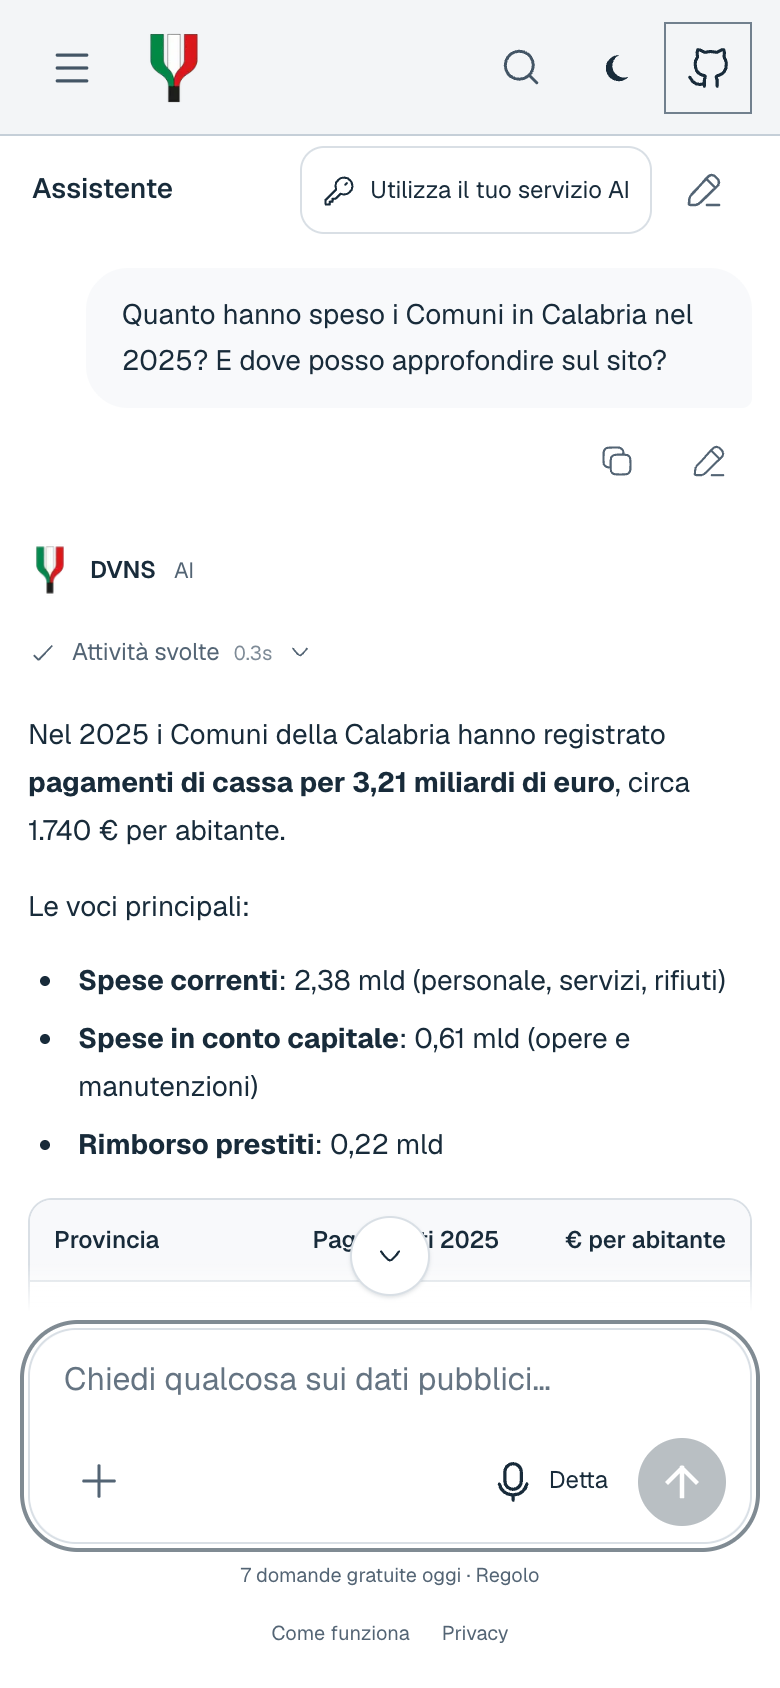 Assistente
Utilizza il tuo servizio AI
Quanto hanno speso i Comuni in Calabria nel
2025? E dove posso approfondire sul sito?
DVNS AI
Attività svolte 0.3s
Nel 2025 i Comuni della Calabria hanno registrato
pagamenti di cassa per 3,21 miliardi di euro, circa
1.740 € per abitante.
Le voci principali:
• Spese correnti: 2,38 mld (personale, servizi, rifiuti)
• Spese in conto capitale: 0,61 mld (opere e
manutenzioni)
• Rimborso prestiti: 0,22 mld
Provincia 2025 € per abitante
Chiedi qualcosa sui dati pubblici...
Detta
7 domande gratuite oggi · Regolo
Come funziona Privacy